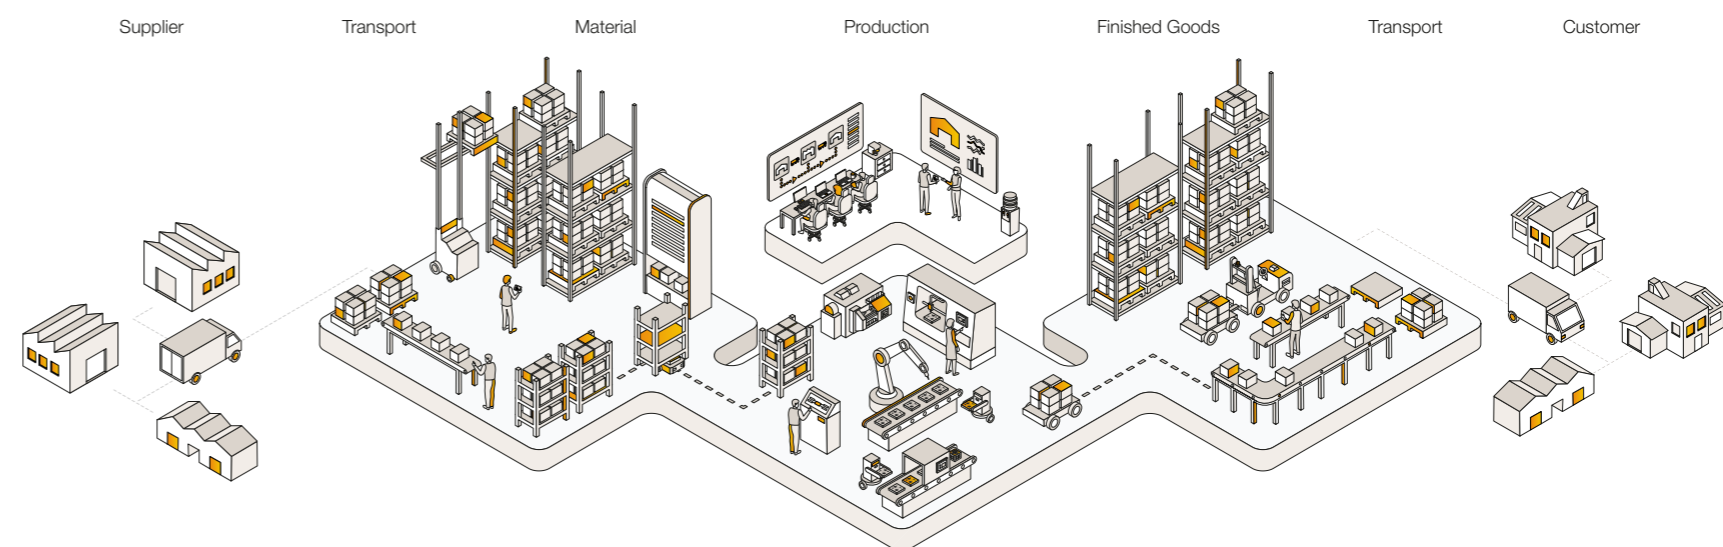 Supplier
Transport
Material
Production
Finished Goods
Transport
Customer